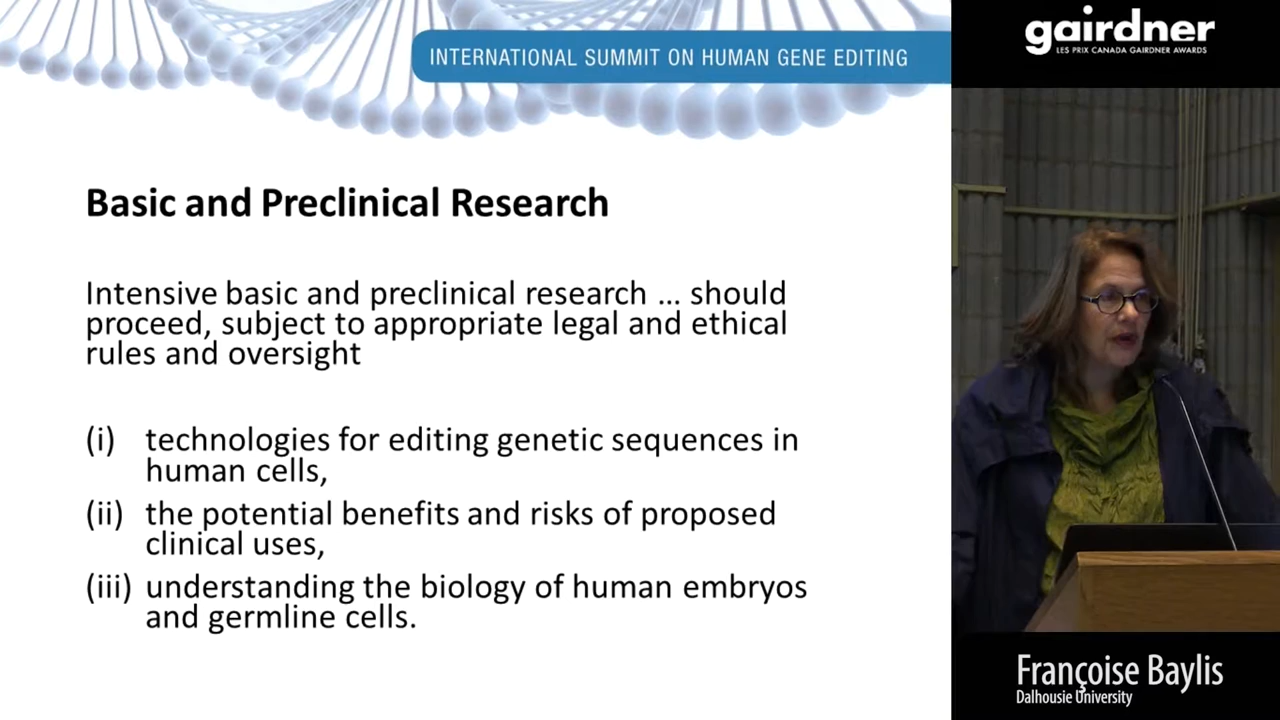 INTERNATIONAL SUMMIT ON HUMAN GENE EDITING
Basic and Preclinical Research
Intensive basic and preclinical research ... should
proceed, subject to appropriate legal and ethical
rules and oversight
(i) technologies for editing genetic sequences in
human cells,
(ii) the potential benefits and risks of proposed
clinical uses,
(iii) understanding the biology of human embryos
and germline cells.
gairdner
LES PRIX CANADA GAIRDNER AWARDS
Françoise Baylis
Dalhousie University